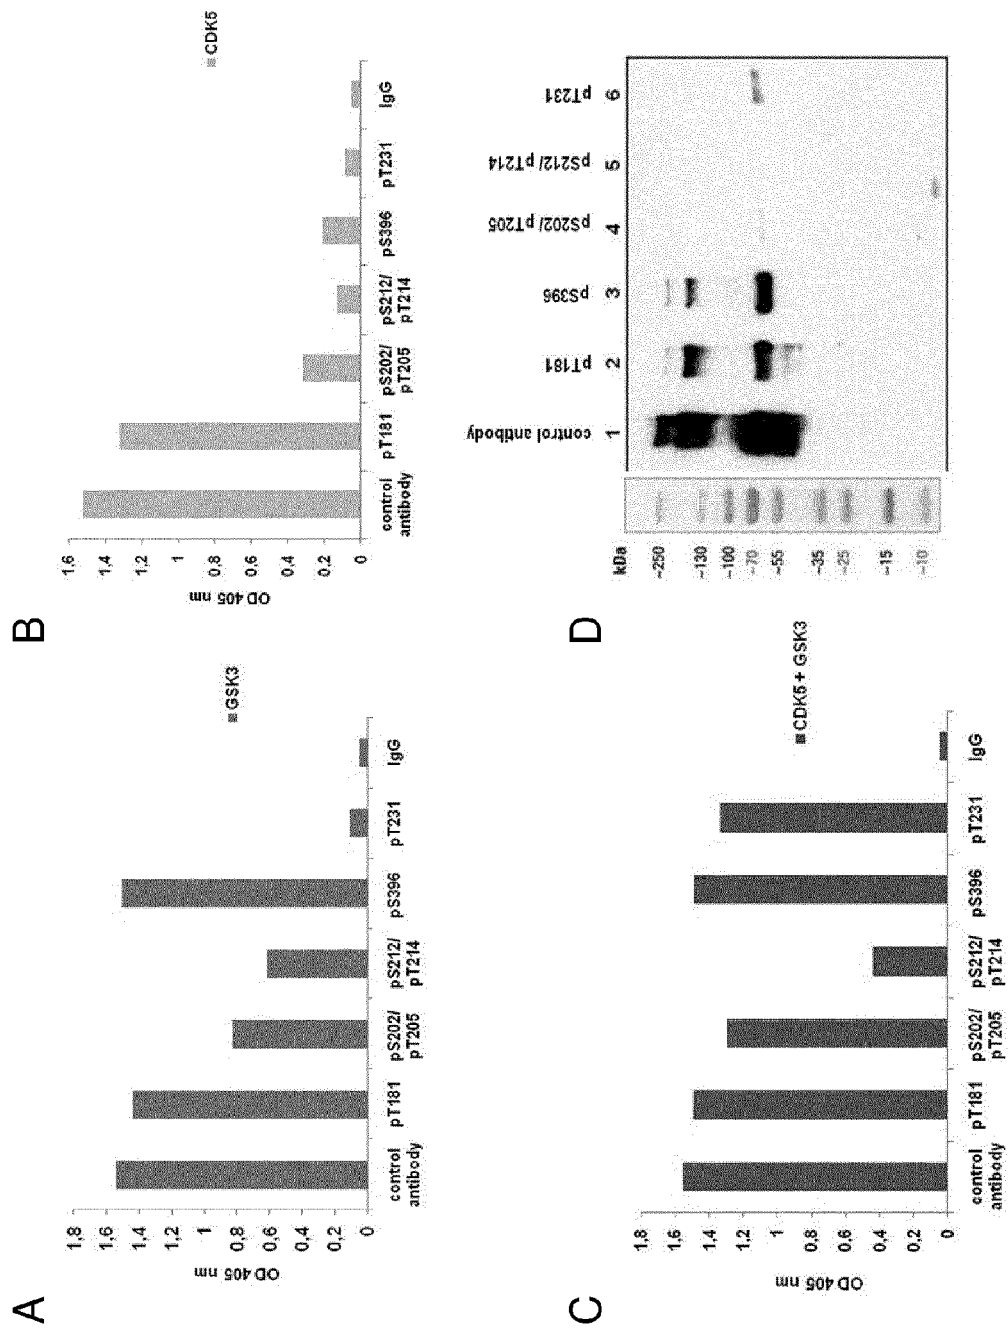 A
OD 405 nm
1,8
1,6
1,4
1,2
1
0,8
0,6
0,4
0,2
0
control antibody
pT181
pS202/ pT205
pS212/ pT214
pS396
pT231
IgG
GSK3
B
OD 405 nm
1,6
1,4
1,2
1
0,8
0,6
0,4
0,2
0
control antibody
pT181
pS202/ pT205
pS212/ pT214
pS396
pT231
IgG
CDK5
C
OD 405 nm
1,8
1,6
1,4
1,2
1
0,8
0,6
0,4
0,2
0
control antibody
pT181
pS202/ pT205
pS212/ pT214
pS396
pT231
IgG
CDK5 + GSK3
D
control antibody
pT181
pS396
pS202/ pT205
pS212/ pT214
pT231
kDa
1 2 3 4 5 6
~250
~130
~100
~70
~55
~35
~25
~15
~10